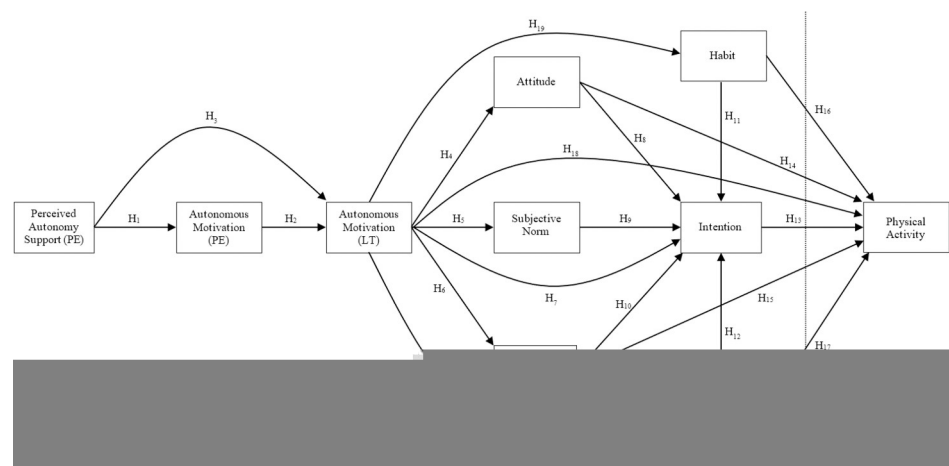 H19
Habit
Attitude
H16
H3
H11
H8
H4
H18
H14
Perceived
Autonomy
Support (PE)
H1
Autonomous
Motivation
(PE)
H2
Autonomous
Motivation
(LT)
H5
Subjective
Norm
H9
Intention
H13
Physical
Activity
H6
H7
H10
H15
H12
H17